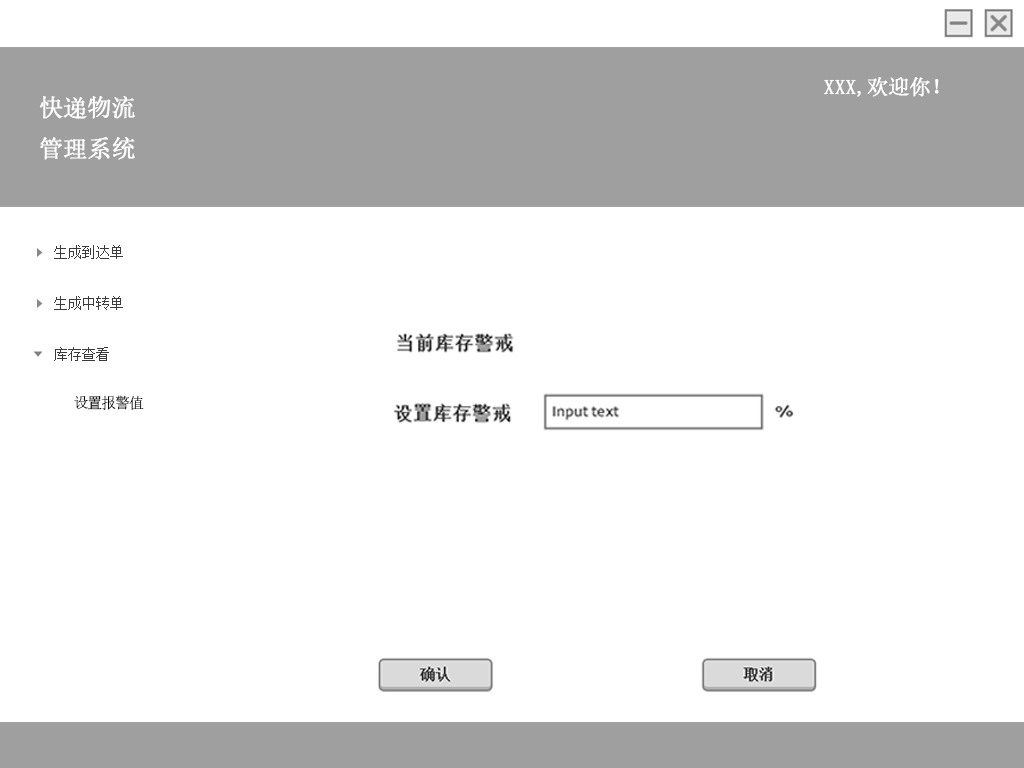 XXX,欢迎你!
快递物流
管理系统
生成到达单
生成中转单
库存查看
设置报警值
当前库存警戒
设置库存警戒 Input text %
确认 取消